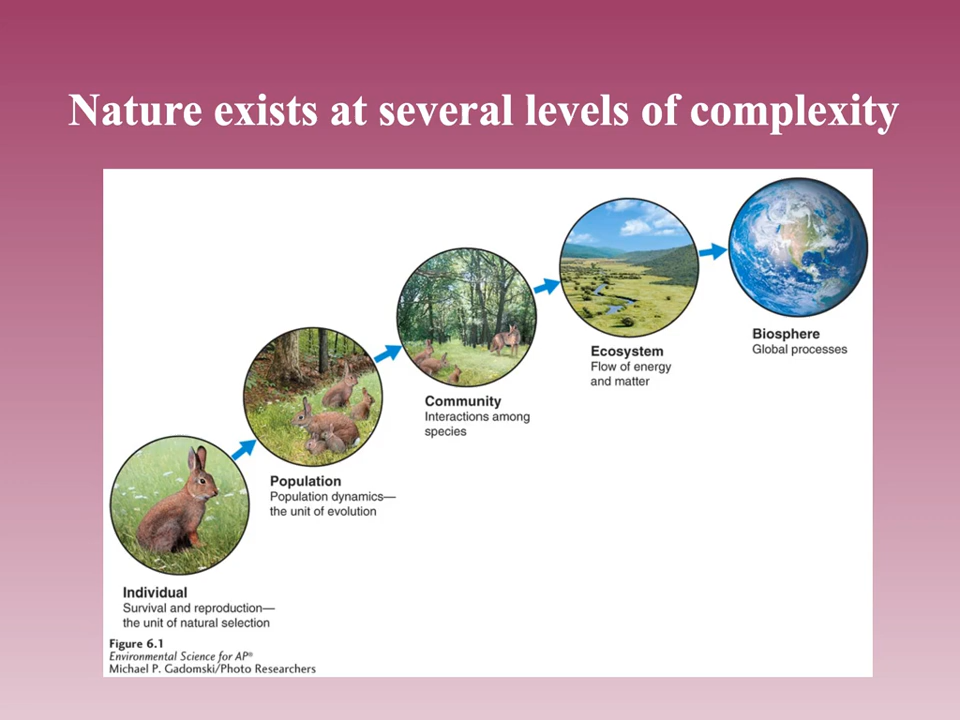 Nature exists at several levels of complexity
Biosphere
Global processes
Ecosystem
Flow of energy
and matter
Community
Interactions among
species
Population
Population dynamics—
the unit of evolution
Individual
Survival and reproduction—
the unit of natural selection
Figure 6.1
Environmental Science for AP®
Michael P. Gadomski/Photo Researchers